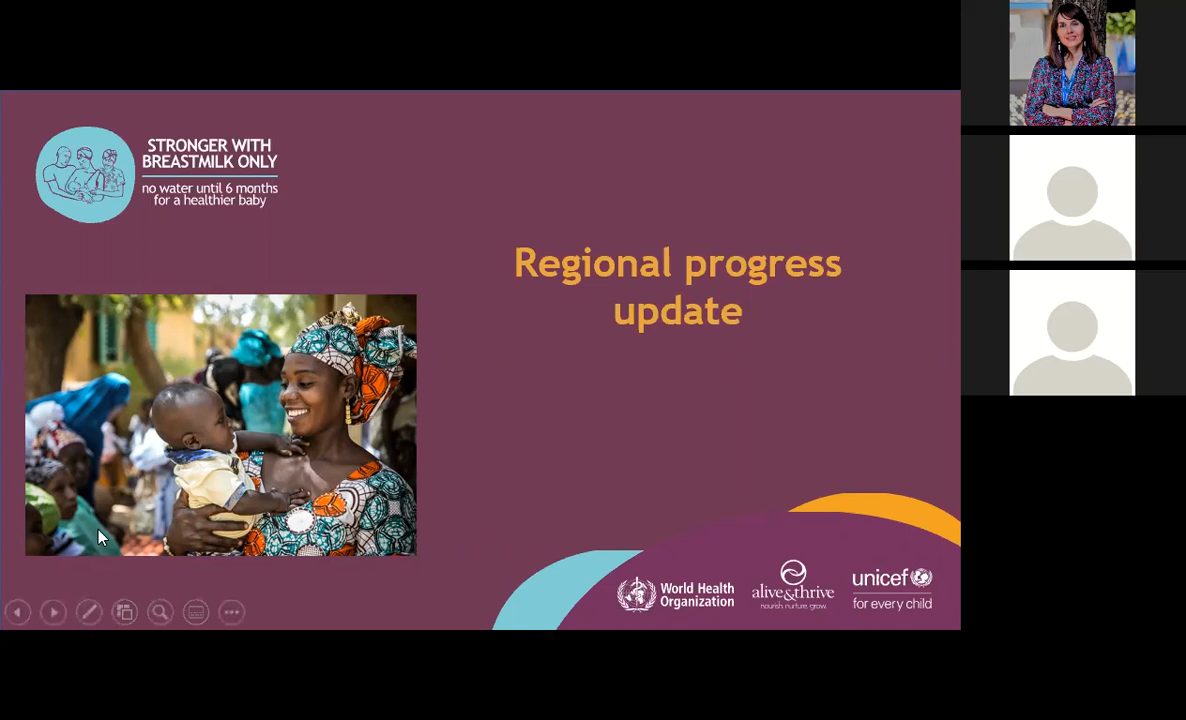 STRONGER WITH
BREASTMILK ONLY
no water until 6 months
for a healthier baby
Regional progress
update
World Health
Organization
alive&thrive
nourish. nurture. grow.
unicef
for every child